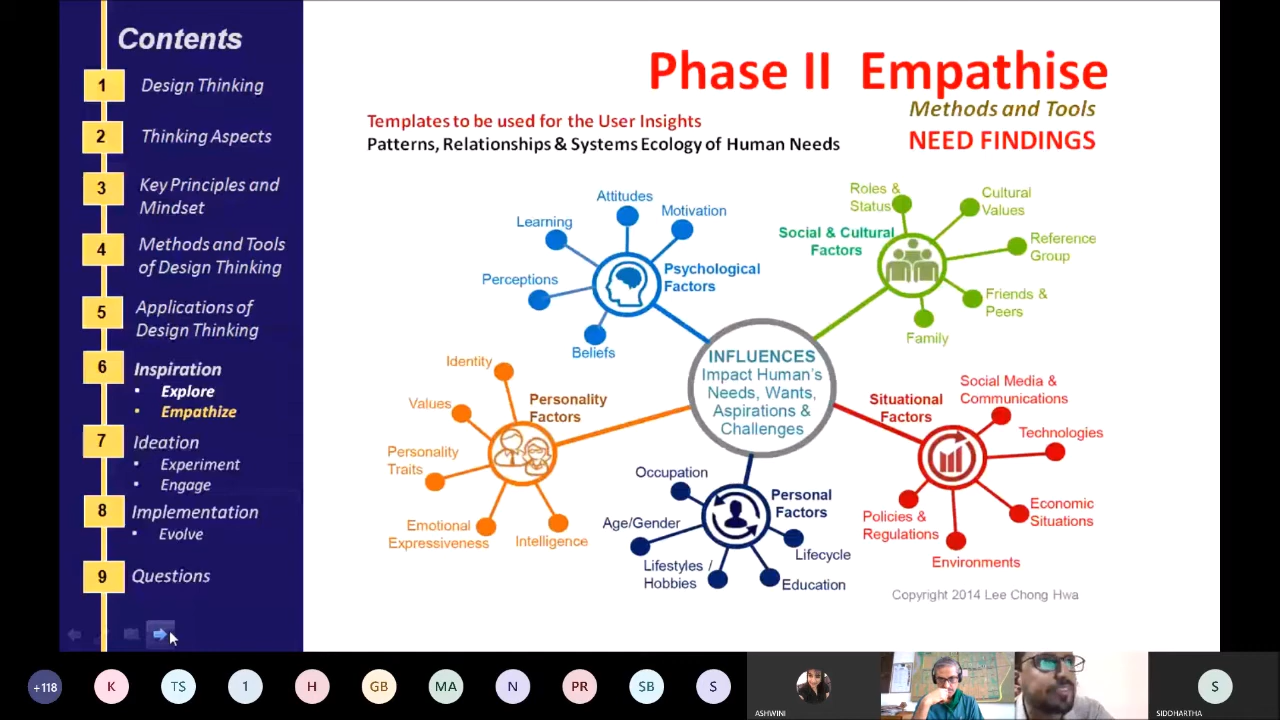 Contents
1
Design Thinking
2
Thinking Aspects
3
Key Principles and
Mindset
4
Methods and Tools
of Design Thinking
5
Applications of
Design Thinking
6
Inspiration
• Explore
• Empathize
7
Ideation
• Experiment
• Engage
8
Implementation
• Evolve
9
Questions
Phase II Empathise
Methods and Tools
NEED FINDINGS
Templates to be used for the User Insights
Patterns, Relationships & Systems Ecology of Human Needs
Attitudes
Learning
Motivation
Perceptions
Psychological
Factors
Beliefs
Roles &
Status
Cultural
Values
Social & Cultural
Factors
Reference
Group
Friends &
Peers
Family
INFLUENCES
Impact Human's
Needs, Wants,
Aspirations &
Challenges
Identity
Values
Personality
Factors
Personality
Traits
Emotional
Expressiveness
Intelligence
Occupation
Personal
Factors
Age/Gender
Lifecycle
Lifestyles /
Hobbies
Education
Social Media &
Communications
Situational
Factors
Technologies
Economic
Situations
Policies &
Regulations
Environments
Copyright 2014 Lee Chong Hwa
+118
K
TS
1
H
GB
MA
N
PR
SB
S
ASHWINI
S
SIDDHARTHA